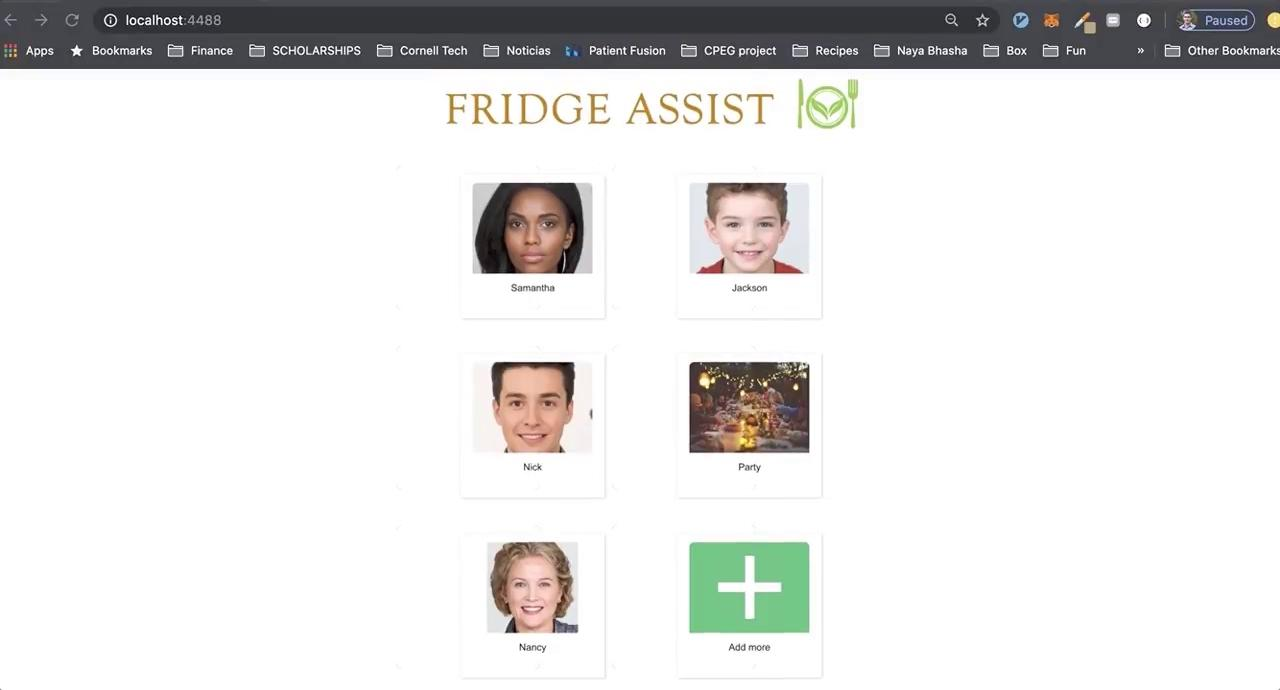 localhost:4488
Paused
Apps
Bookmarks
Finance
SCHOLARSHIPS
Cornell Tech
Noticias
Patient Fusion
CPEG project
Recipes
Naya Bhasha
Box
Fun
»
Other Bookmarks
FRIDGE ASSIST
Samantha
Jackson
Nick
Party
Nancy
Add more